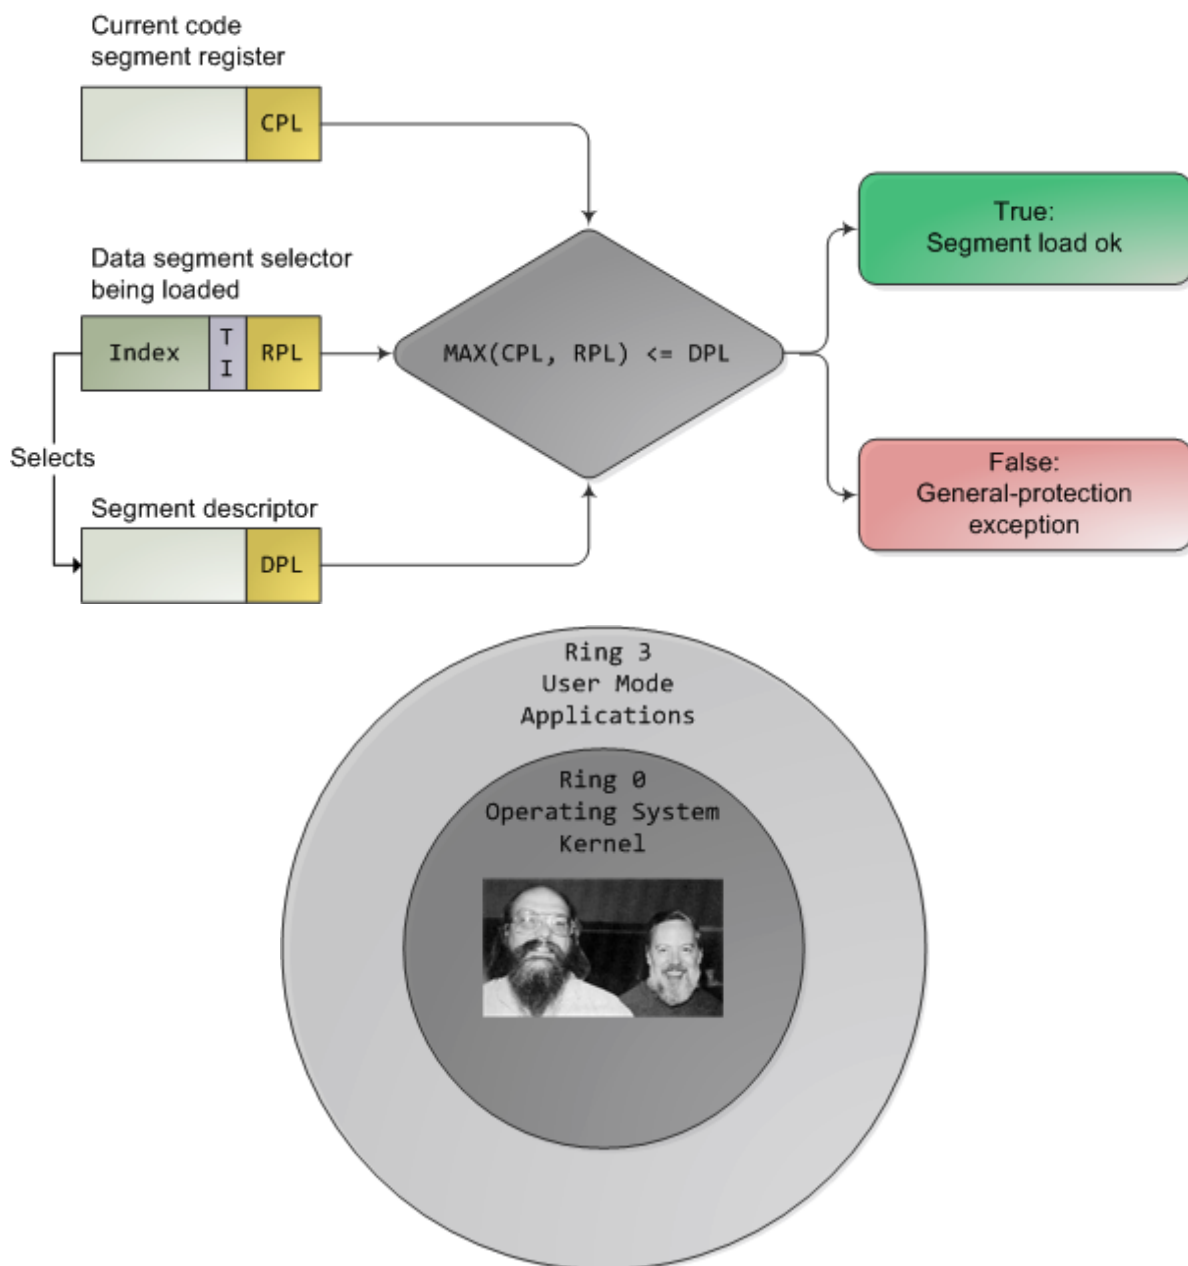 Current code
segment register
CPL
Data segment selector
being loaded
Index
T
I
RPL
MAX(CPL, RPL) <= DPL
True:
Segment load ok
False:
General-protection
exception
Selects
Segment descriptor
DPL
Ring 3
User Mode
Applications
Ring 0
Operating System
Kernel